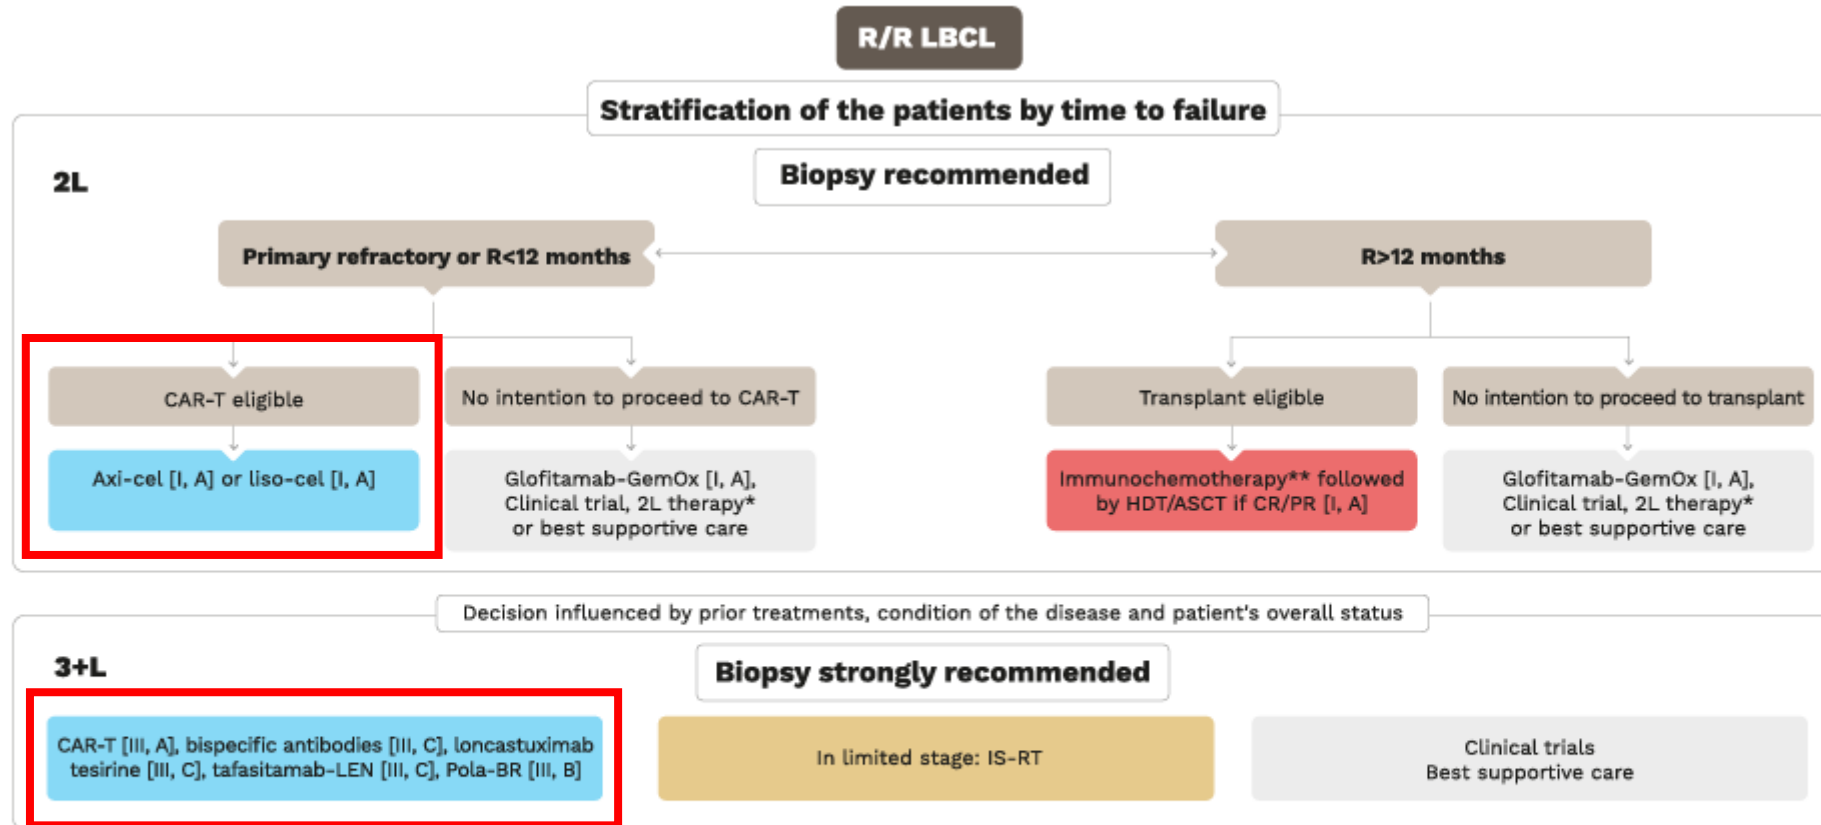 R/R LBCL
Stratification of the patients by time to failure
2L
Biopsy recommended
Primary refractory or R<12 months
R>12 months
CAR-T eligible
No intention to proceed to CAR-T
Transplant eligible
No intention to proceed to transplant
Axi-cel [I, A] or liso-cel [I, A]
Glofitamab-GemOx [I, A],
Clinical trial, 2L therapy*
or best supportive care
Immunochemotherapy** followed
by HDT/ASCT if CR/PR [I, A]
Glofitamab-GemOx [I, A],
Clinical trial, 2L therapy*
or best supportive care
Decision influenced by prior treatments, condition of the disease and patient's overall status
3+L
Biopsy strongly recommended
CAR-T [III, A], bispecific antibodies [III, C], loncastuximab
tesirine [III, C], tafasitamab-LEN [III, C], Pola-BR [III, B]
In limited stage: IS-RT
Clinical trials
Best supportive care